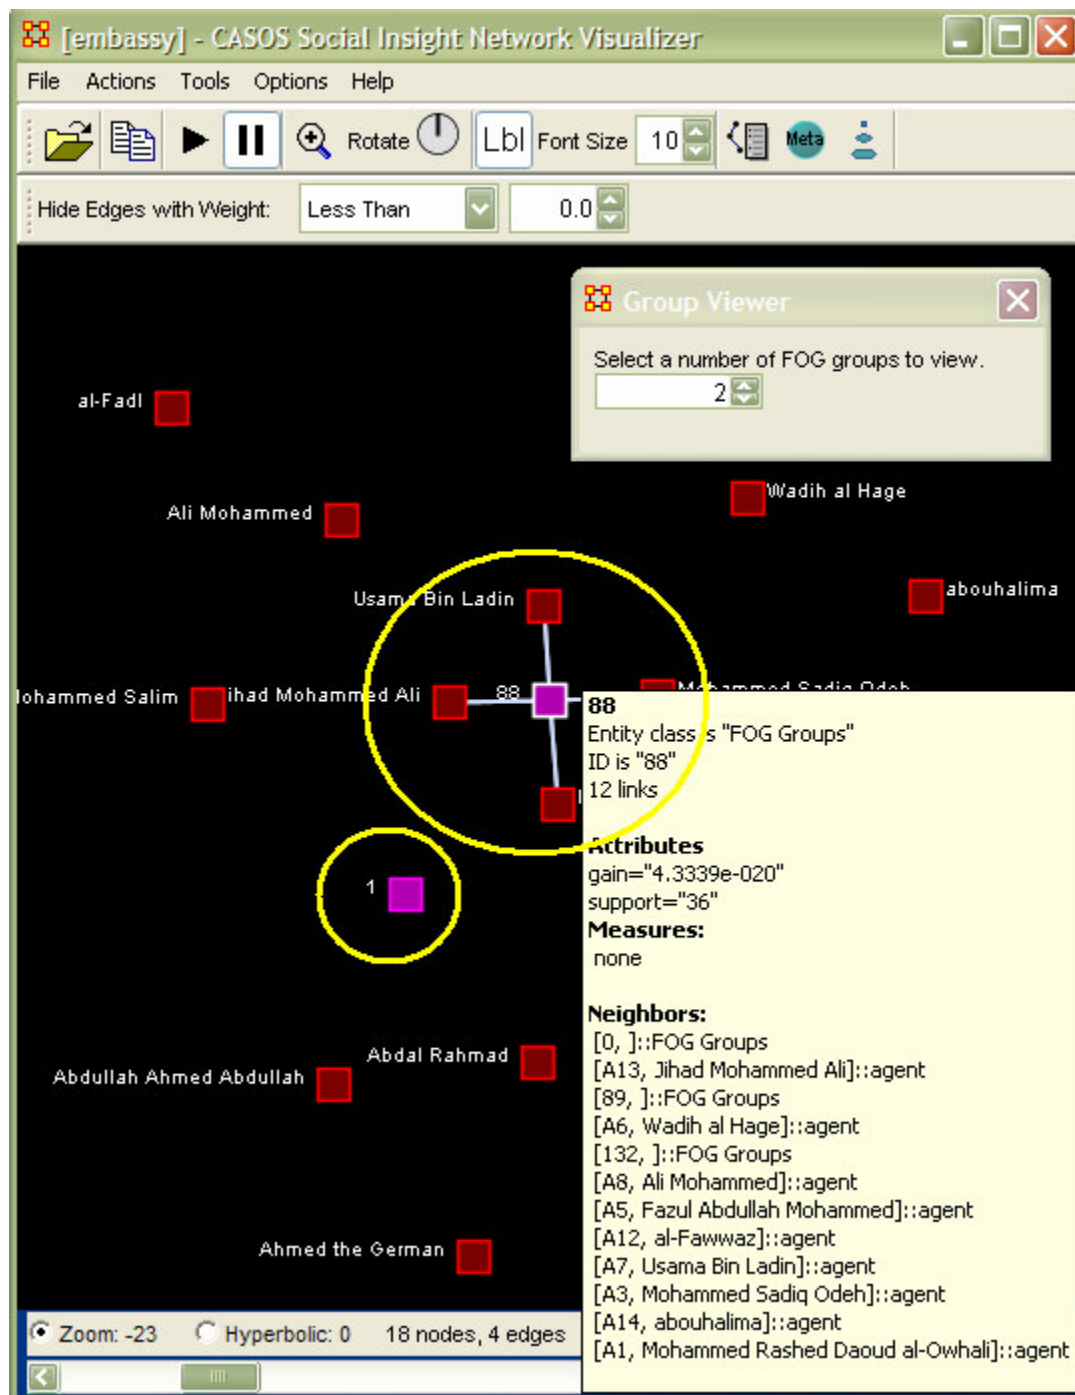 [embassy] - CASOS Social Insight Network Visualizer
File Actions Tools Options Help
Rotate Lbl Font Size 10 Meta
Hide Edges with Weight: Less Than 0.0
Group Viewer
Select a number of FOG groups to view.
2
al-Fadl
Wadih al Hage
Ali Mohammed
abouhalima
Usama Bin Ladin
ohammed Salim
ihad Mohammed Ali
88
Mohammed Sadiq Odeh
1
Abdal Rahmad
Abdullah Ahmed Abdullah
Ahmed the German
88
Entity class is "FOG Groups"
ID is "88"
12 links
Attributes
gain="4.3339e-020"
support="36"
Measures:
none
Neighbors:
[0, ]::FOG Groups
[A13, Jihad Mohammed Ali]::agent
[89, ]::FOG Groups
[A6, Wadih al Hage]::agent
[132, ]::FOG Groups
[A8, Ali Mohammed]::agent
[A5, Fazul Abdullah Mohammed]::agent
[A12, al-Fawwaz]::agent
[A7, Usama Bin Ladin]::agent
[A3, Mohammed Sadiq Odeh]::agent
[A14, abouhalima]::agent
[A1, Mohammed Rashed Daoud al-Owhali]::agent
Zoom: -23 Hyperbolic: 0 18 nodes, 4 edges